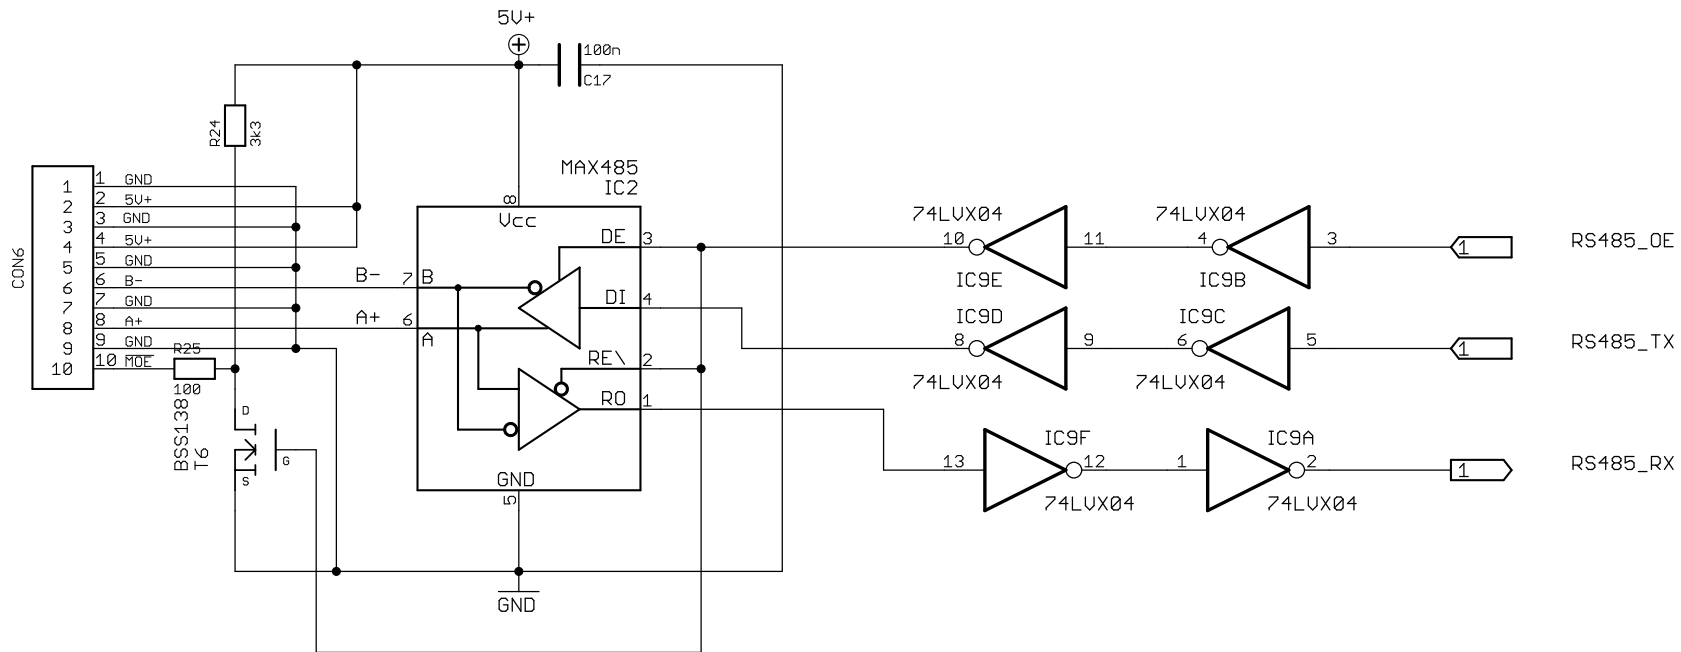 5V+
100n
C17
R24
3k3
MAX485
IC2
CON6
1 1 GND
2 2 5V+
3 3 GND
4 4 5V+
5 5 GND
6 6 B-
7 7 GND
8 8 A+
9 9 GND
10 10 MOE
R25
100
BSS138
T6
D
G
S
B- 7 B
A+ 6 A
8
Vcc
DE 3
DI 4
RE\ 2
RO 1
GND
5
GND
74LVX04 74LVX04
10 11 4 3 1 RS485_OE
IC9E IC9B
IC9D IC9C
8 9 6 5 1 RS485_TX
74LVX04 74LVX04
IC9F IC9A
13 12 1 2 1 RS485_RX
74LVX04 74LVX04